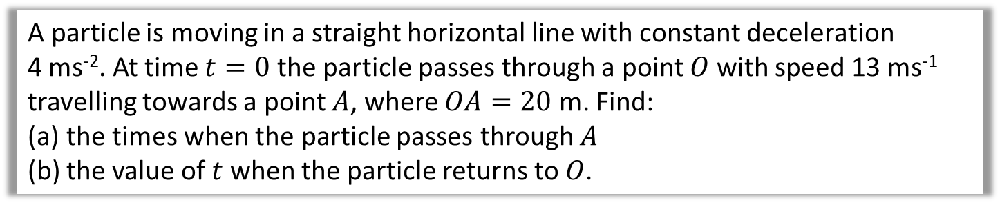 A particle is moving in a straight horizontal line with constant deceleration
4 ms⁻². At time t = 0 the particle passes through a point O with speed 13 ms⁻¹
travelling towards a point A, where OA = 20 m. Find:
(a) the times when the particle passes through A
(b) the value of t when the particle returns to O.